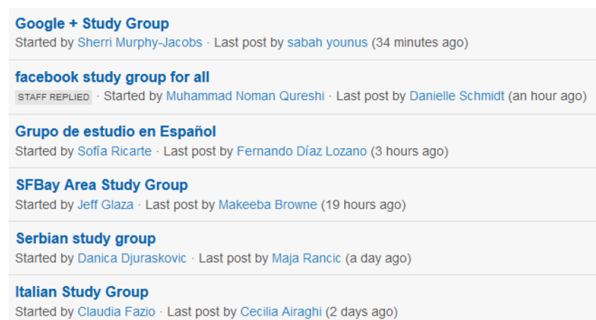 Google + Study Group
Started by Sherri Murphy-Jacobs · Last post by sabah younus (34 minutes ago)
facebook study group for all
STAFF REPLIED · Started by Muhammad Noman Qureshi · Last post by Danielle Schmidt (an hour ago)
Grupo de estudio en Español
Started by Sofía Ricarte · Last post by Fernando Díaz Lozano (3 hours ago)
SFBay Area Study Group
Started by Jeff Glaza · Last post by Makeeba Browne (19 hours ago)
Serbian study group
Started by Danica Djuraskovic · Last post by Maja Rancic (a day ago)
Italian Study Group
Started by Claudia Fazio · Last post by Cecilia Airaghi (2 days ago)